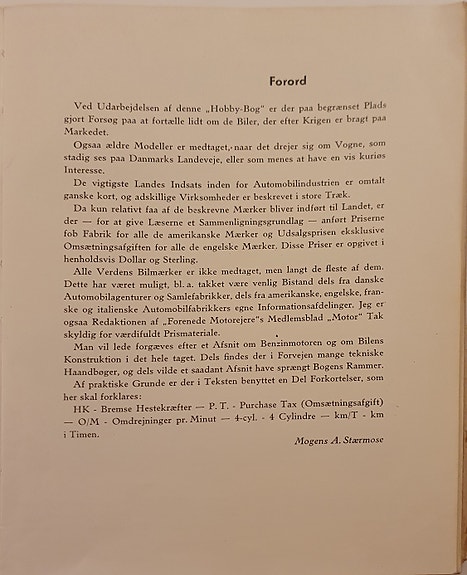 Forord
Ved Udarbejdelsen af denne „Hobby-Bog“ er der paa begrænset Plads
gjort Forsøg paa at fortælle lidt om de Biler, der efter Krigen er bragt paa
Markedet.
Ogsaa ældre Modeller er medtaget, naar det drejer sig om Vogne, som
stadig ses paa Danmarks Landeveje, eller som menes at have en vis kuriøs
Interesse.
De vigtigste Landes Indsats inden for Automobilindustrien er omtalt
ganske kort, og adskillige Virksomheder er beskrevet i store Træk.
Da kun relativt faa af de beskrevne Mærker bliver indført til Landet, er
der — for at give Læserne et Sammenligningsgrundlag — anført Priserne
fob Fabrik for alle de amerikanske Mærker og Udsalgsprisen eksklusive
Omsætningsafgiften for alle de engelske Mærker. Disse Priser er opgivet i
henholdsvis Dollar og Sterling.
Alle Verdens Bilmærker er ikke medtaget, men langt de fleste af dem.
Dette har været muligt, bl. a. takket være venlig Bistand dels fra danske
Automobilagenturer og Samlefabrikker, dels fra amerikanske, engelske, fran-
ske og italienske Automobilfabrikkers egne Informationsafdelinger. Jeg er
ogsaa Redaktionen af „Forenede Motorejere“s Medlemsblad „Motor“ Tak
skyldig for værdifuldt Prismateriale.
Man vil lede forgæves efter et Afsnit om Benzinmotoren og om Bilens
Konstruktion i det hele taget. Dels findes der i Forvejen mange tekniske
Haandbøger, og dels vilde et saadant Afsnit have sprængt Bogens Rammer.
Af praktiske Grunde er der i Teksten benyttet en Del Forkortelser, som
her skal forklares:
HK - Bremse Hestekræfter — P. T. - Purchase Tax (Omsætningsafgift)
— O/M - Omdrejninger pr. Minut — 4-cyl. - 4 Cylindre — km/T - km
i Timen.
Mogens A. Stærmose